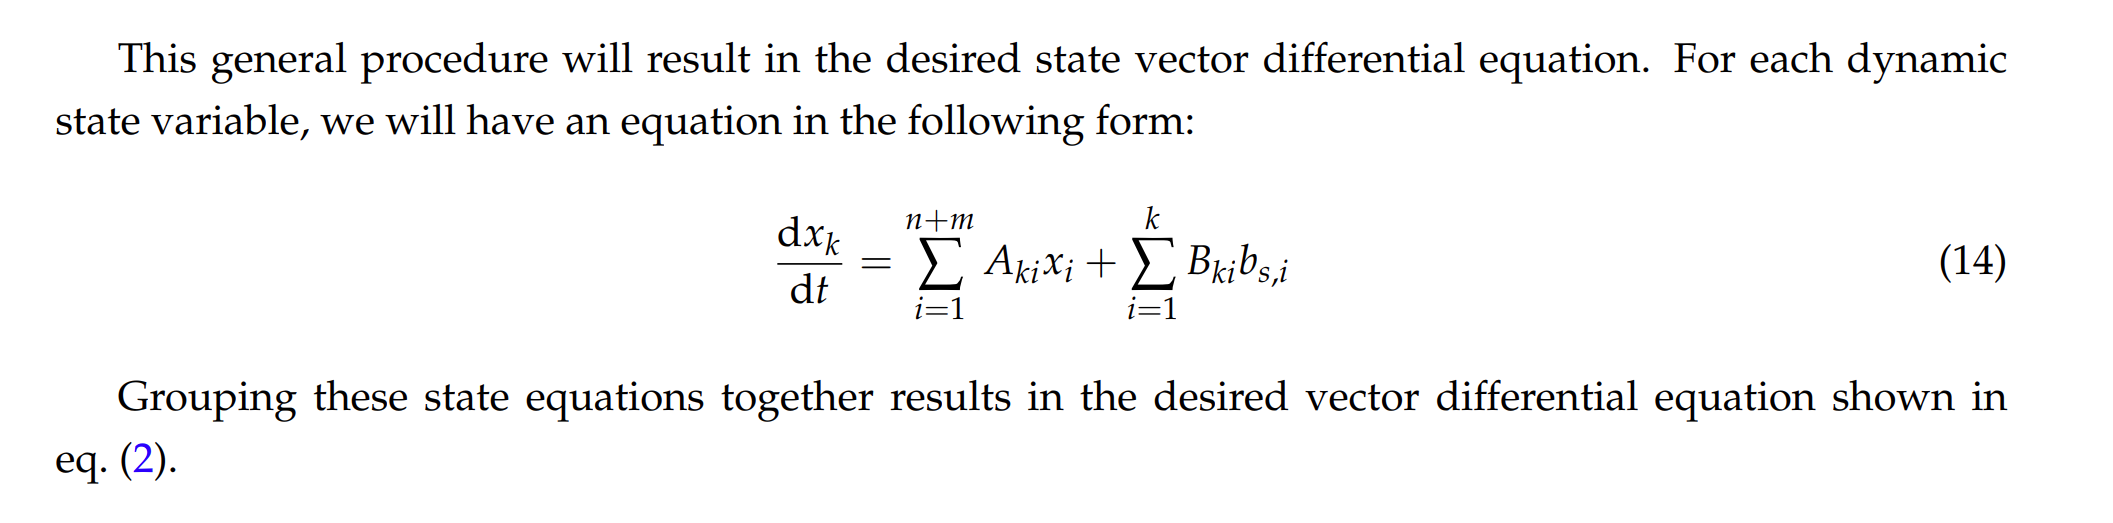 This general procedure will result in the desired state vector differential equation. For each dynamic
state variable, we will have an equation in the following form:
\frac{\mathrm{d}x_k}{\mathrm{d}t} = \sum_{i=1}^{n+m} A_{ki}x_i + \sum_{i=1}^{k} B_{ki}b_{s,i} (14)
Grouping these state equations together results in the desired vector differential equation shown in
eq. (2).